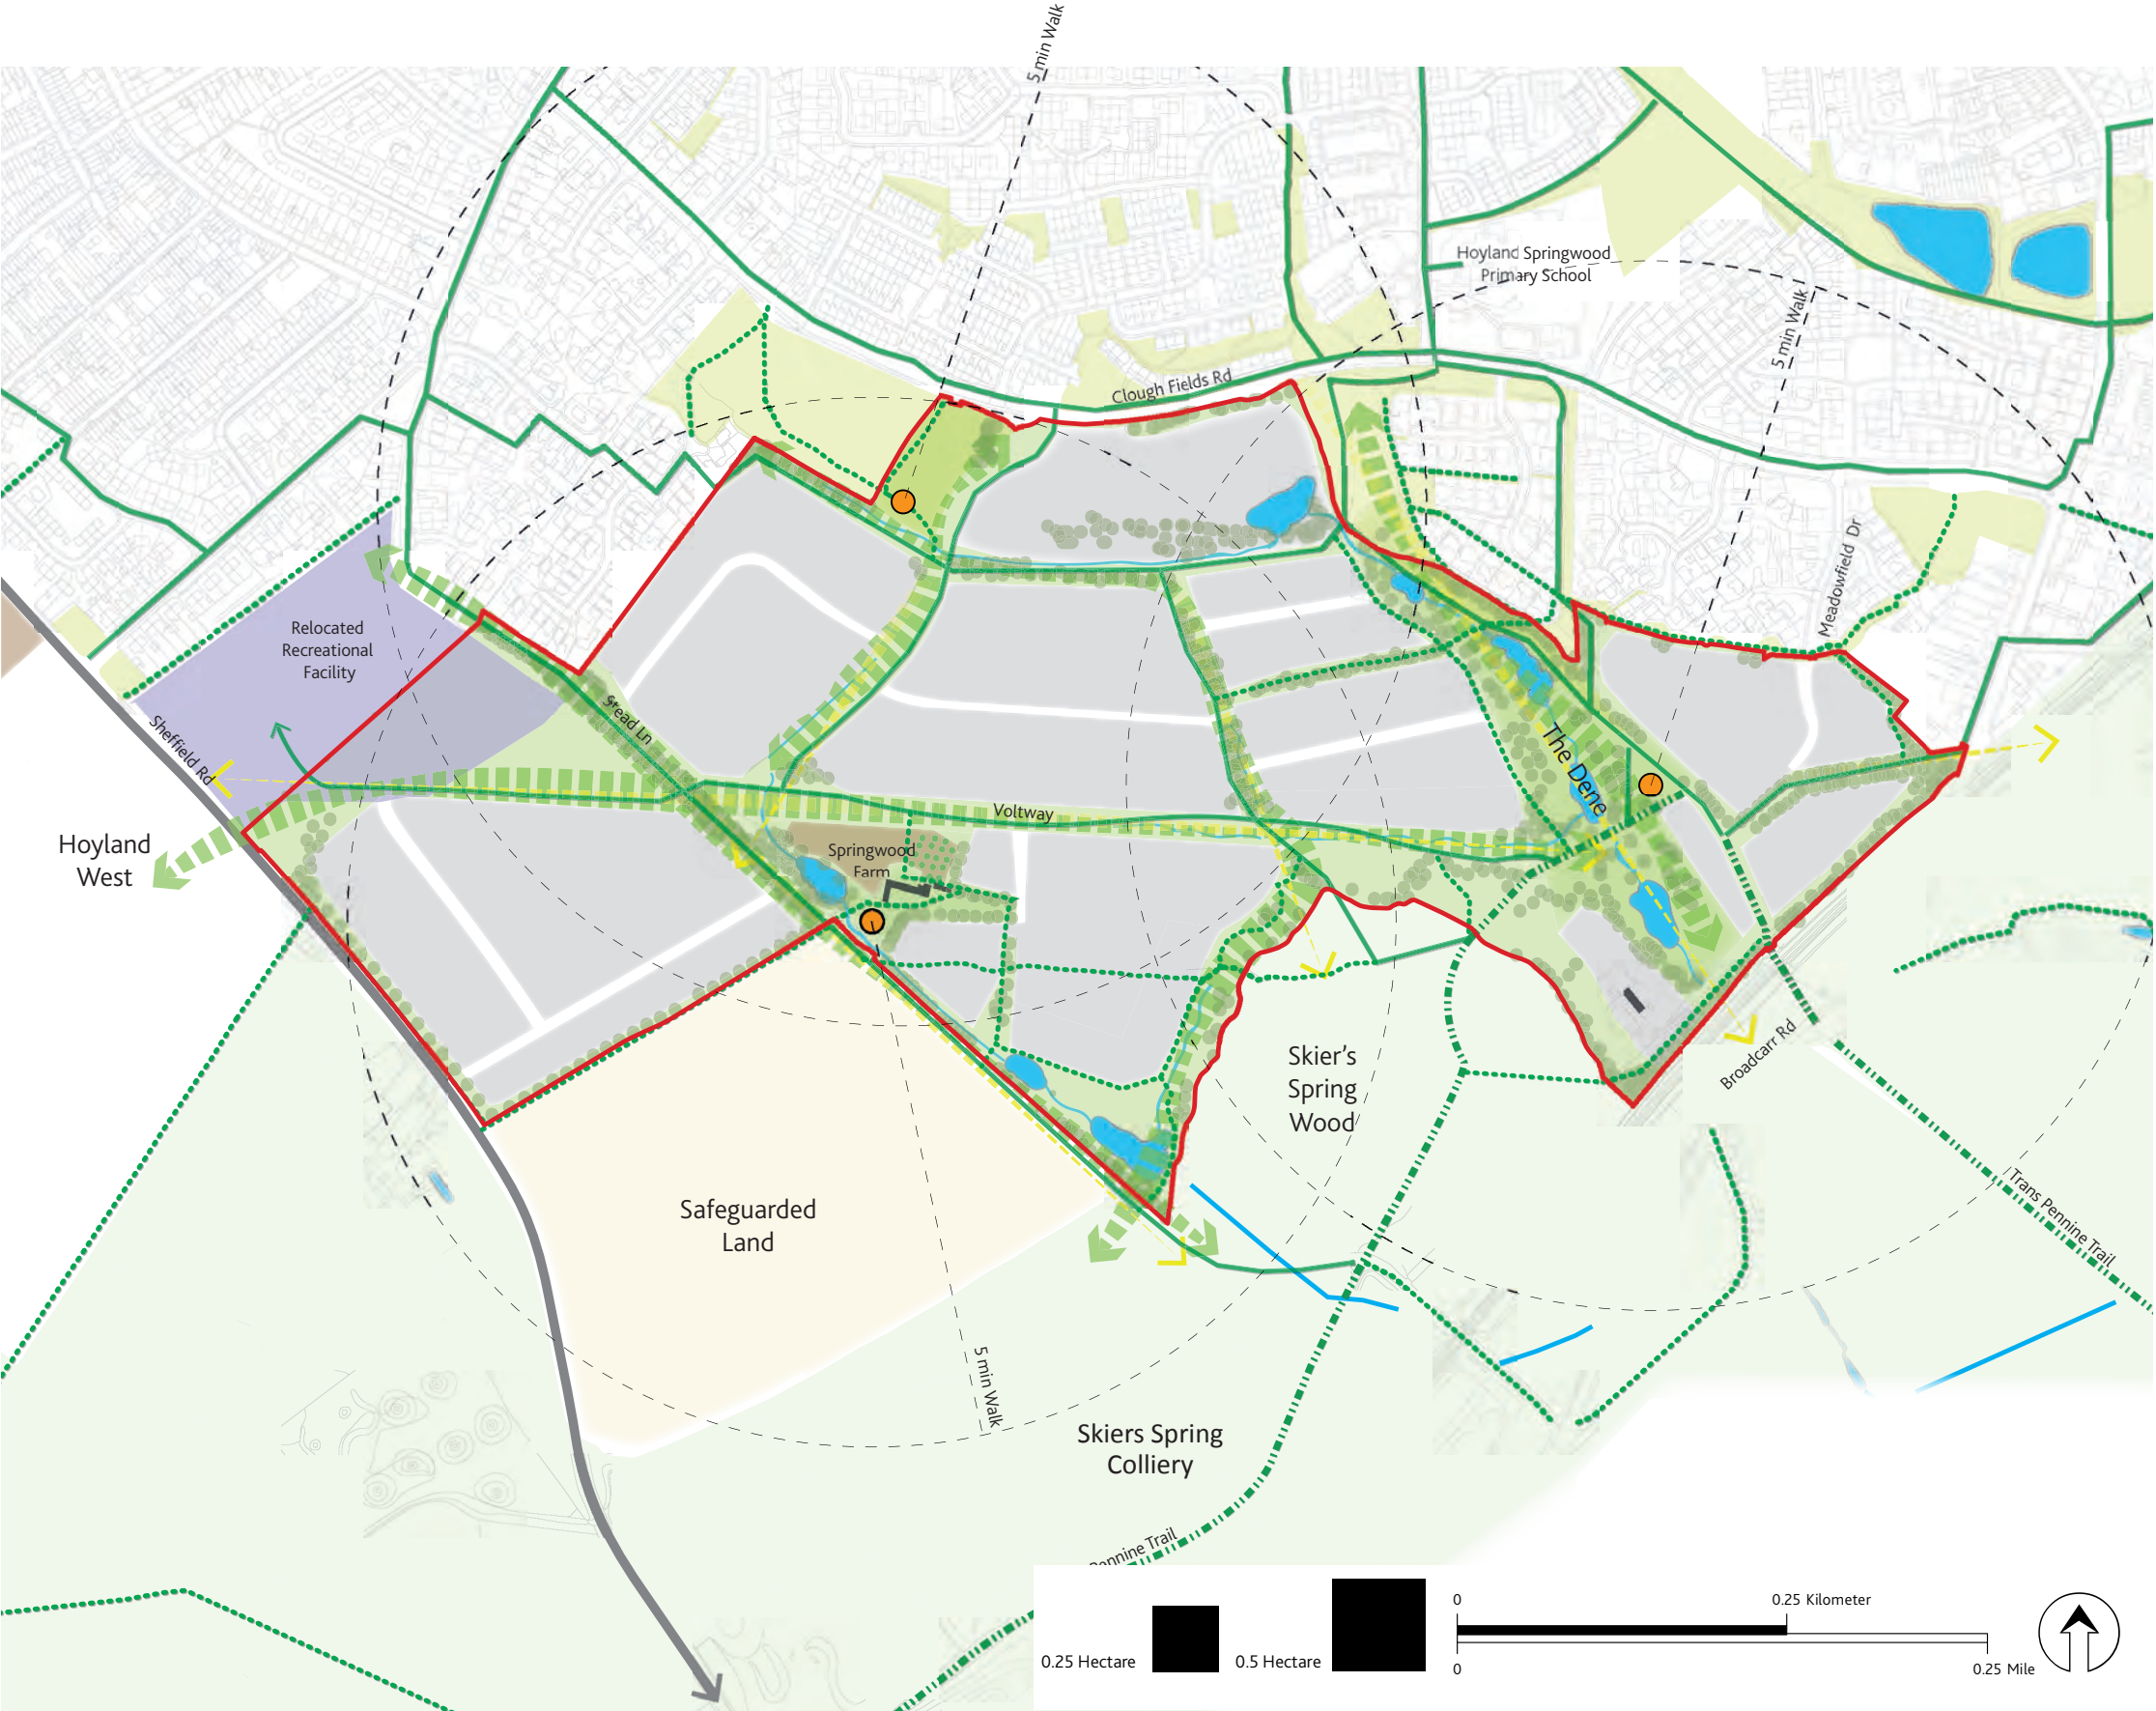 5 min Walk
Hoyland Springwood
Primary School
5 min Walk
Clough Fields Rd
Meadowfield Dr
Relocated
Recreational
Facility
Stead Ln
Sheffield Rd
The Dene
Voltway
Hoyland
West
Springwood
Farm
Skier's
Spring
Wood
Broadcarr Rd
Safeguarded
Land
Trans Pennine Trail
5 min Walk
Skiers Spring
Colliery
Pennine Trail
0
0.25 Kilometer
0.25 Hectare
0.5 Hectare
0
0.25 Mile